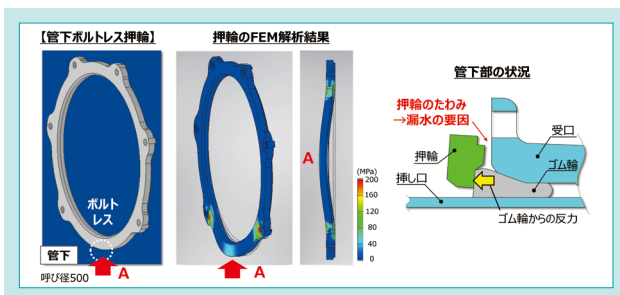 【管下ボルトレス押輪】
押輪のFEM解析結果
管下部の状況
ボルト
レス
管下
A
呼び径500
A
A
(MPa)
200
160
120
80
40
0
押輪のたわみ
→漏水の要因
押輪
挿し口
受口
ゴム輪
ゴム輪からの反力